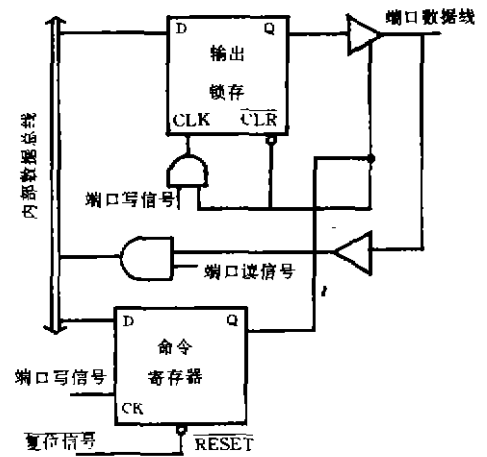 端口数据线
D
Q
输出
锁存
CLK
CLR
内部数据总线
端口写信号
端口读信号
D
Q
命令
寄存器
端口写信号
CK
复位信号
RESET